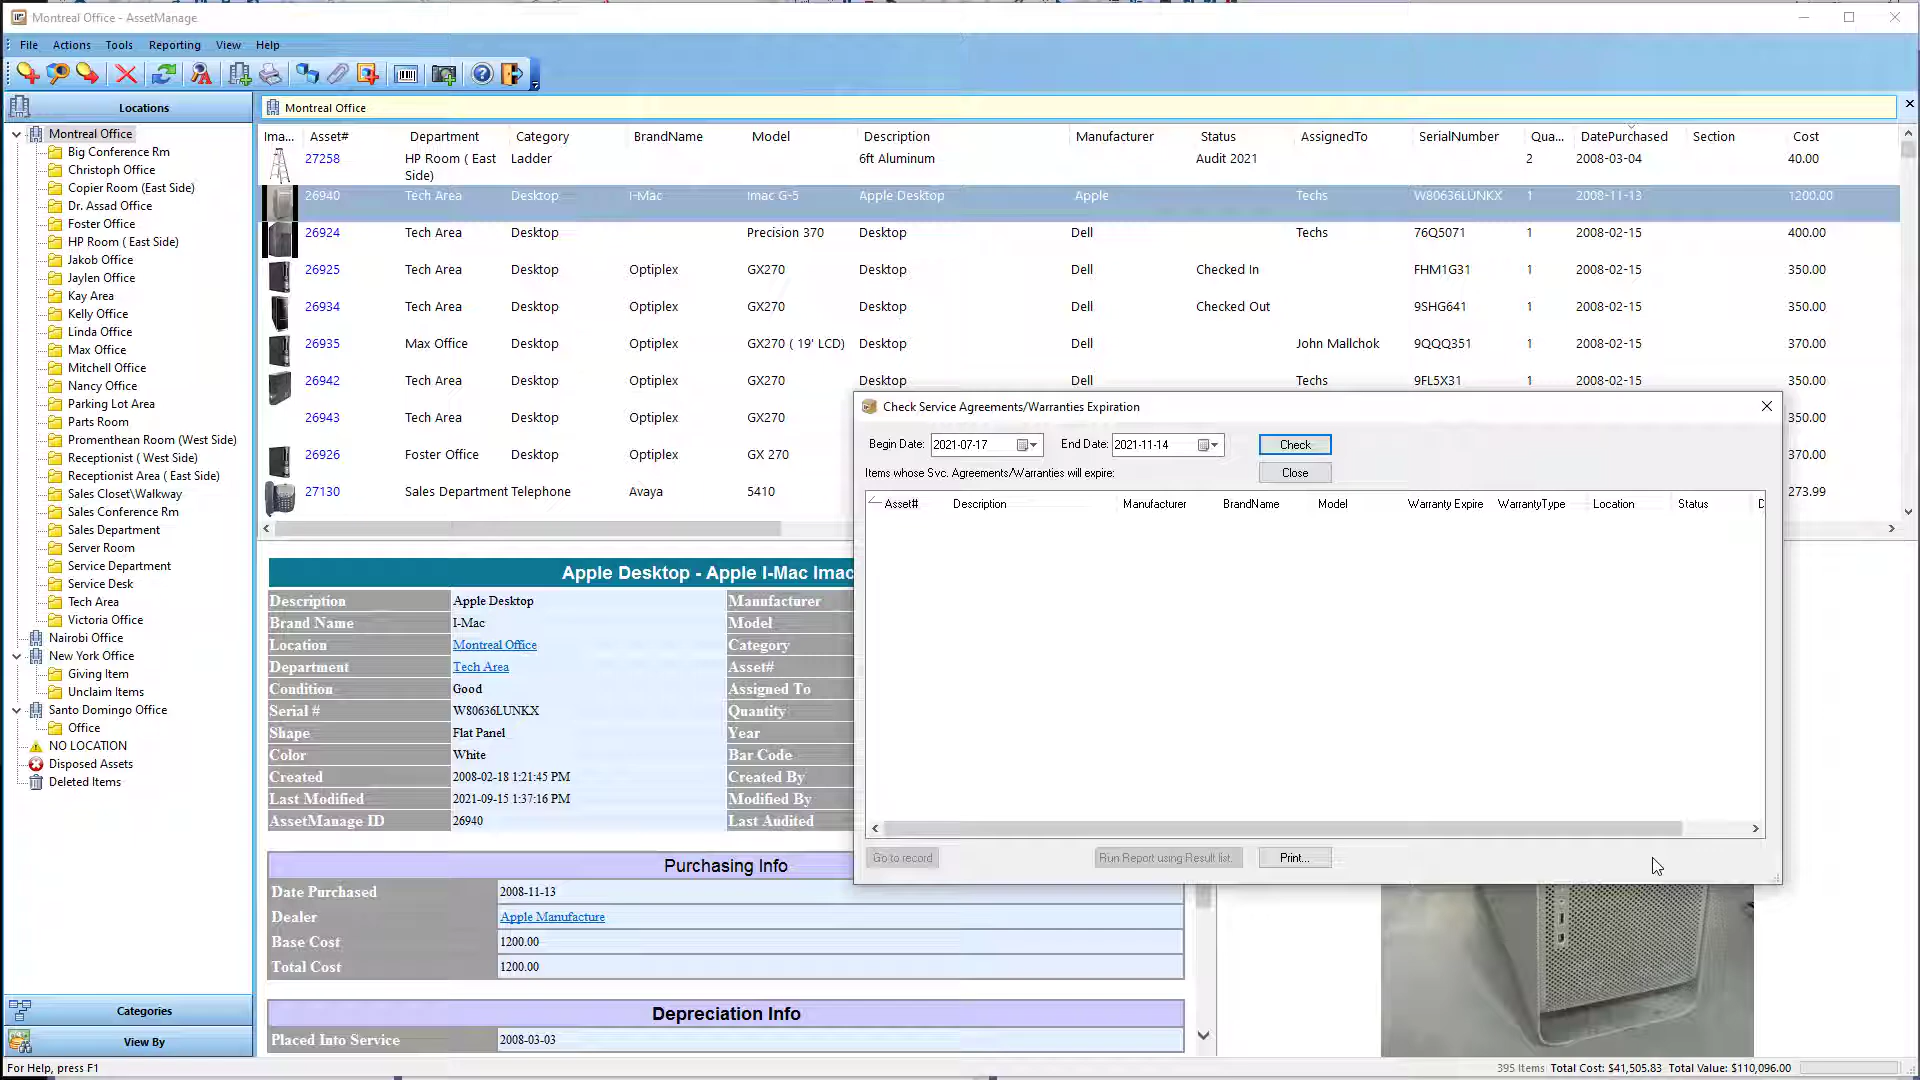 Montreal Office - AssetManage
File Actions Tools Reporting View Help
Locations
Montreal Office
Big Conference Rm
Christoph Office
Copier Room (East Side)
Dr. Assad Office
Foster Office
HP Room ( East Side)
Jakob Office
Jaylen Office
Kay Area
Kelly Office
Linda Office
Max Office
Mitchell Office
Nancy Office
Parking Lot Area
Parts Room
Promenthean Room (West Side)
Receptionist ( West Side)
Receptionist Area ( East Side)
Sales Closet\Walkway
Sales Conference Rm
Sales Department
Server Room
Service Department
Service Desk
Tech Area
Victoria Office
Nairobi Office
New York Office
Giving Item
Unclaim Items
Santo Domingo Office
Office
NO LOCATION
Disposed Assets
Deleted Items
Categories
View By
Montreal Office
Ima... Asset# Department Category BrandName Model Description Manufacturer Status AssignedTo SerialNumber Qua... DatePurchased Section Cost
27258 HP Room ( East Side) Ladder 6ft Aluminum Audit 2021 2 2008-03-04 40.00
26940 Tech Area Desktop I-Mac Imac G-5 Apple Desktop Apple Techs W80636LUNKX 1 2008-11-13 1200.00
26924 Tech Area Desktop Precision 370 Desktop Dell Techs 76Q5071 1 2008-02-15 400.00
26925 Tech Area Desktop Optiplex GX270 Desktop Dell Checked In FHM1G31 1 2008-02-15 350.00
26934 Tech Area Desktop Optiplex GX270 Desktop Dell Checked Out 9SHG641 1 2008-02-15 350.00
26935 Max Office Desktop Optiplex GX270 ( 19' LCD) Desktop Dell John Mallchok 9QQQ351 1 2008-02-15 370.00
26942 Tech Area Desktop Optiplex GX270 Desktop Dell Techs 9FL5X31 1 2008-02-15 350.00
26943 Tech Area Desktop Optiplex GX270 350.00
26926 Foster Office Desktop Optiplex GX 270 370.00
27130 Sales Department Telephone Avaya 5410 273.99
Check Service Agreements/Warranties Expiration
Begin Date: 2021-07-17 End Date: 2021-11-14 Check
Items whose Svc. Agreements/Warranties will expire: Close
Asset# Description Manufacturer BrandName Model Warranty Expire WarrantyType Location Status D
Go to record Run Report using Result list. Print...
Apple Desktop - Apple I-Mac Imac
Description Apple Desktop Manufacturer
Brand Name I-Mac Model
Location Montreal Office Category
Department Tech Area Asset#
Condition Good Assigned To
Serial # W80636LUNKX Quantity
Shape Flat Panel Year
Color White Bar Code
Created 2008-02-18 1:21:45 PM Created By
Last Modified 2021-09-15 1:37:16 PM Modified By
AssetManage ID 26940 Last Audited
Purchasing Info
Date Purchased 2008-11-13
Dealer Apple Manufacture
Base Cost 1200.00
Total Cost 1200.00
Depreciation Info
Placed Into Service 2008-03-03
For Help, press F1
395 Items Total Cost: $41,505.83 Total Value: $110,096.00